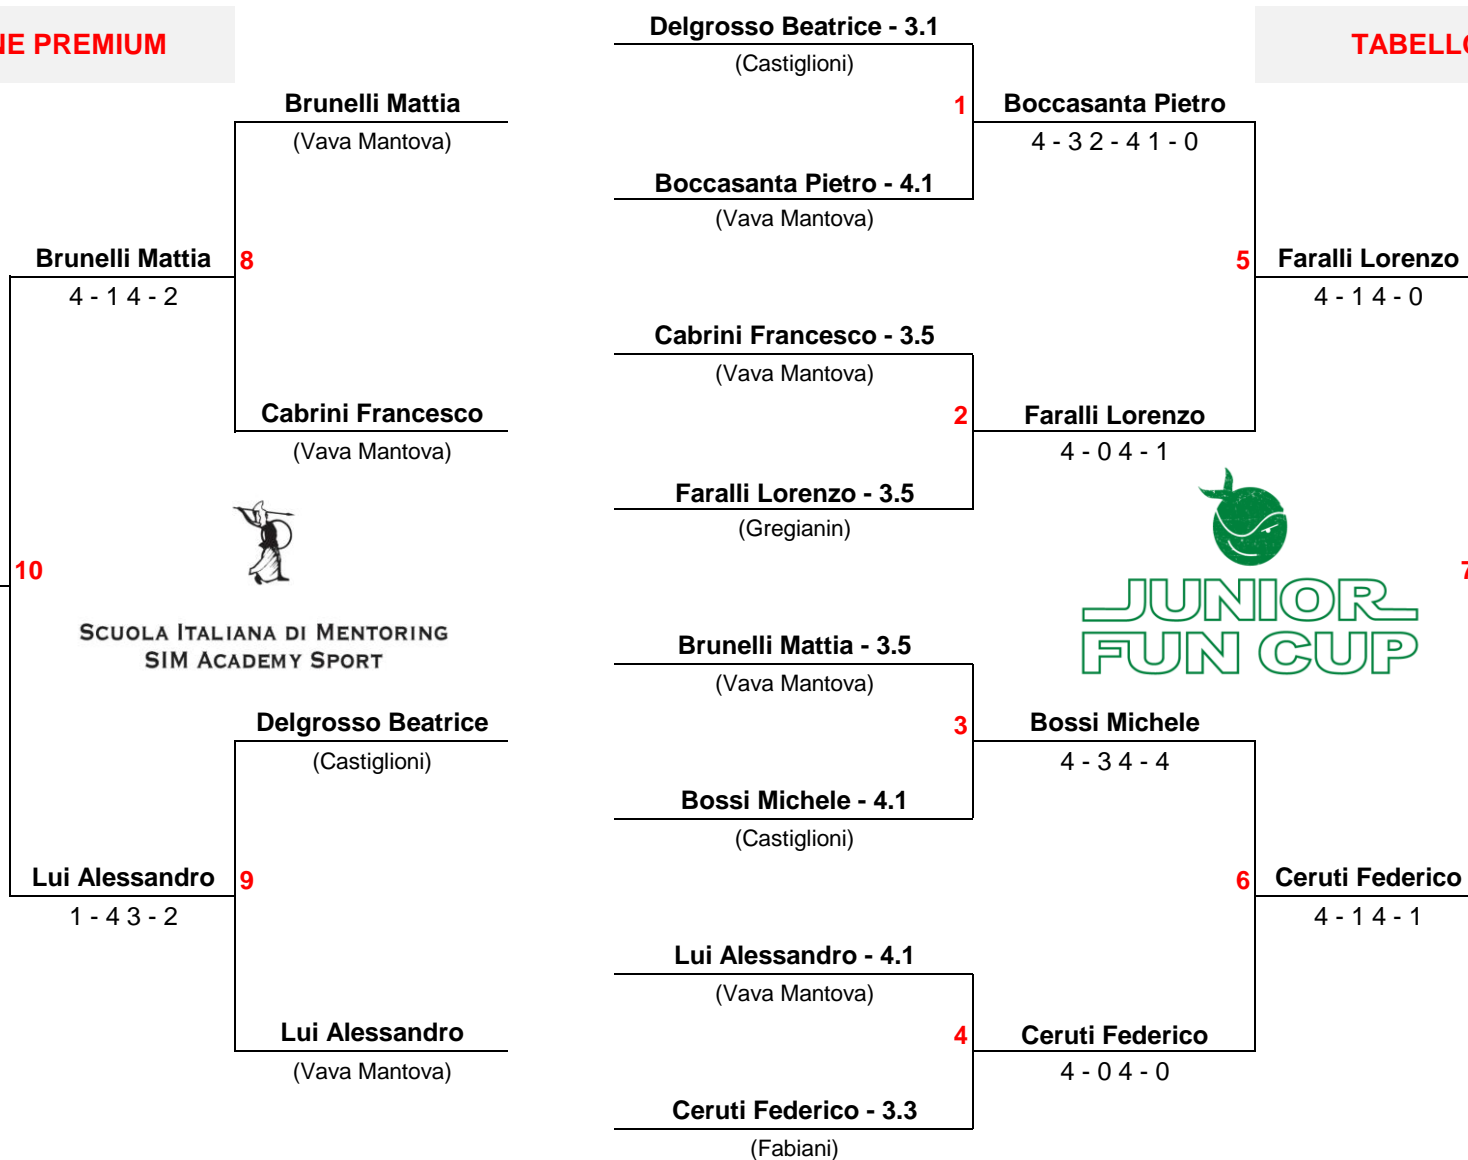 NE PREMIUM
TABELLO
Delgrosso Beatrice - 3.1
(Castiglioni)
Brunelli Mattia
(Vava Mantova)
1
Boccasanta Pietro
4 - 3 2 - 4 1 - 0
Boccasanta Pietro - 4.1
(Vava Mantova)
Brunelli Mattia
4 - 1 4 - 2
8
5
Faralli Lorenzo
4 - 1 4 - 0
Cabrini Francesco - 3.5
(Vava Mantova)
Cabrini Francesco
(Vava Mantova)
2
Faralli Lorenzo
4 - 0 4 - 1
Faralli Lorenzo - 3.5
(Gregianin)
10
SCUOLA ITALIANA DI MENTORING
SIM ACADEMY SPORT
JUNIOR
FUN CUP
Brunelli Mattia - 3.5
(Vava Mantova)
Delgrosso Beatrice
(Castiglioni)
3
Bossi Michele
4 - 3 4 - 4
Bossi Michele - 4.1
(Castiglioni)
Lui Alessandro
1 - 4 3 - 2
9
6
Ceruti Federico
4 - 1 4 - 1
Lui Alessandro - 4.1
(Vava Mantova)
Lui Alessandro
(Vava Mantova)
4
Ceruti Federico
4 - 0 4 - 0
Ceruti Federico - 3.3
(Fabiani)